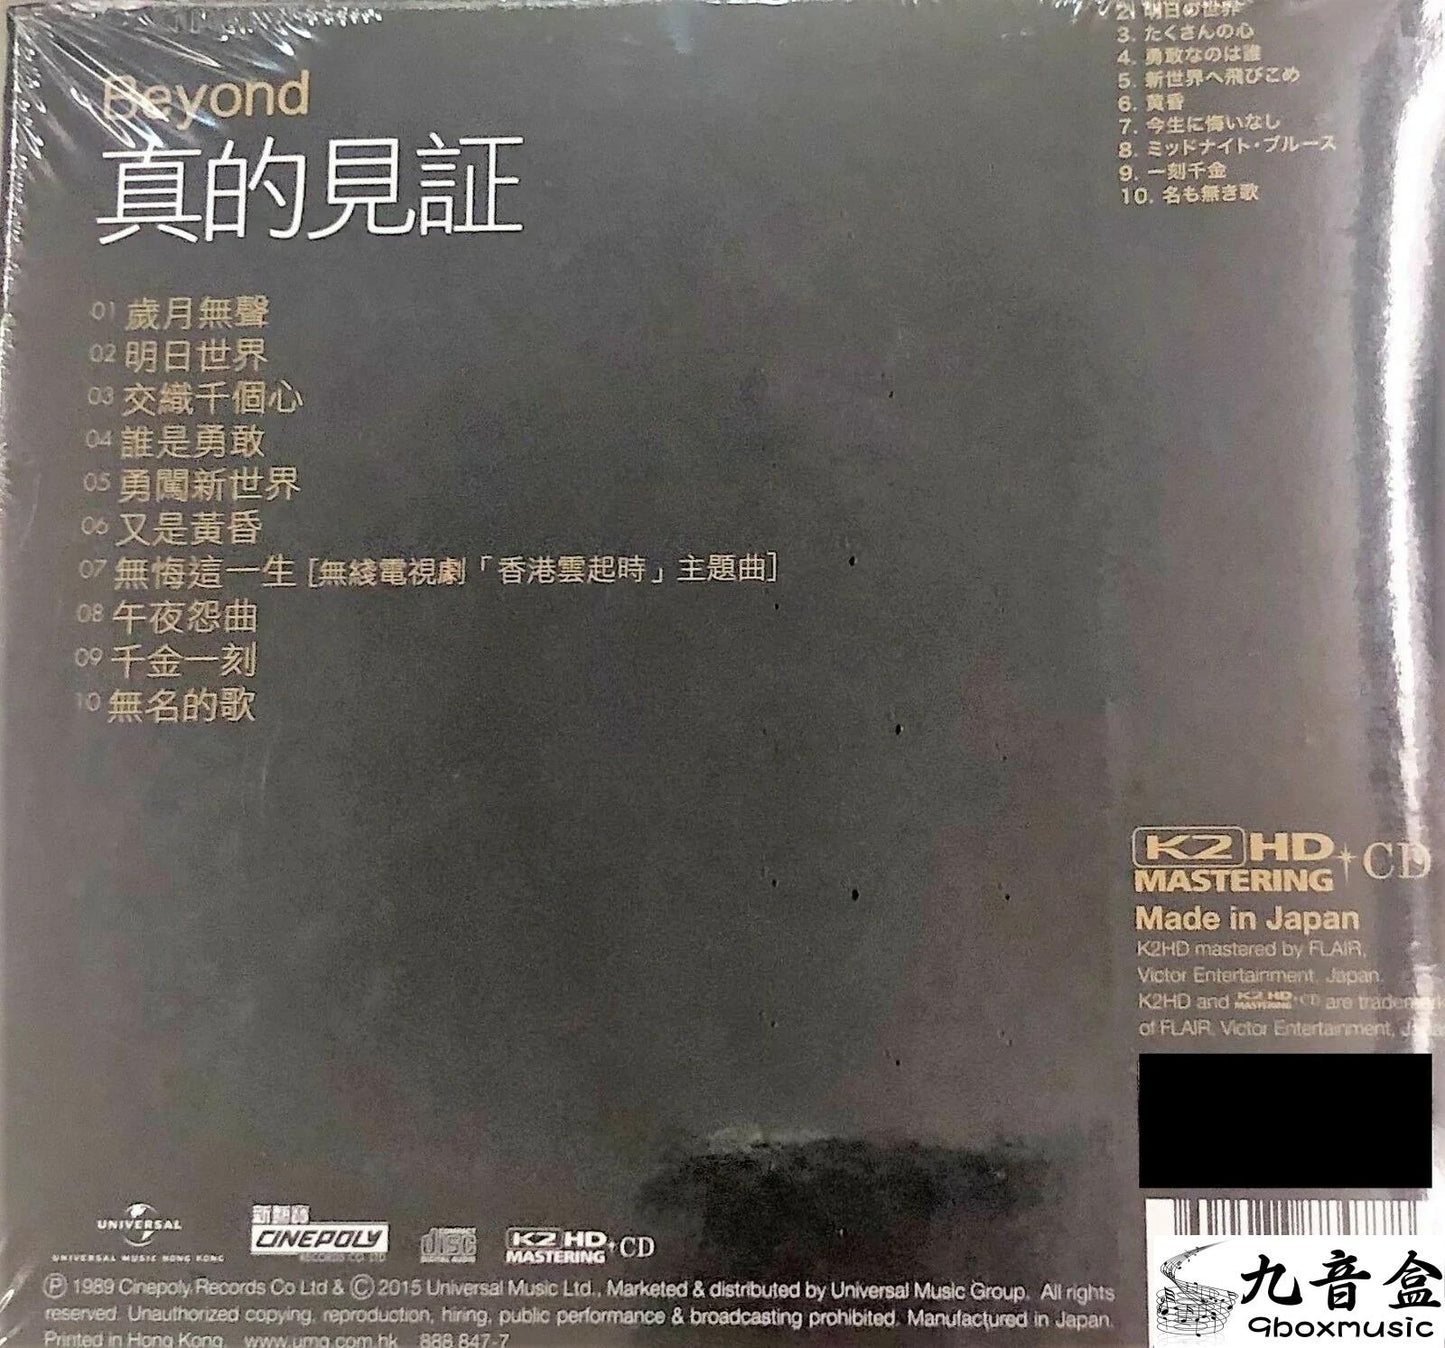 Beyond
真的見証
01 歲月無聲
02 明日世界
03 交織千個心
04 誰是勇敢
05 勇闖新世界
06 又是黃昏
07 無悔這一生 [無綫電視劇「香港雲起時」主題曲]
08 午夜怨曲
09 千金一刻
10 無名的歌
2. 明日の世界
3. たくさんの心
4. 勇敢なのは誰
5. 新世界へ飛びこめ
6. 黄昏
7. 今生に悔いなし
8. ミッドナイト・ブルース
9. 一刻千金
10. 名も無き歌
K2HD
MASTERING+CD
Made in Japan
K2HD mastered by FLAIR,
Victor Entertainment, Japan.
K2HD and K2 HD MASTERING+CD are trademark
of FLAIR, Victor Entertainment, Japan
UNIVERSAL
UNIVERSAL MUSIC HONG KONG
新藝寶
CINEPOLY
RECORDS CO LTD
disc
DIGITAL AUDIO
K2 HD
MASTERING+CD
Ⓟ 1989 Cinepoly Records Co Ltd & Ⓒ 2015 Universal Music Ltd., Marketed & distributed by Universal Music Group. All rights
reserved. Unauthorized copying, reproduction, hiring, public performance & broadcasting prohibited. Manufactured in Japan.
Printed in Hong Kong. www.umg.com.hk 888 847-7
九音盒
9boxmusic